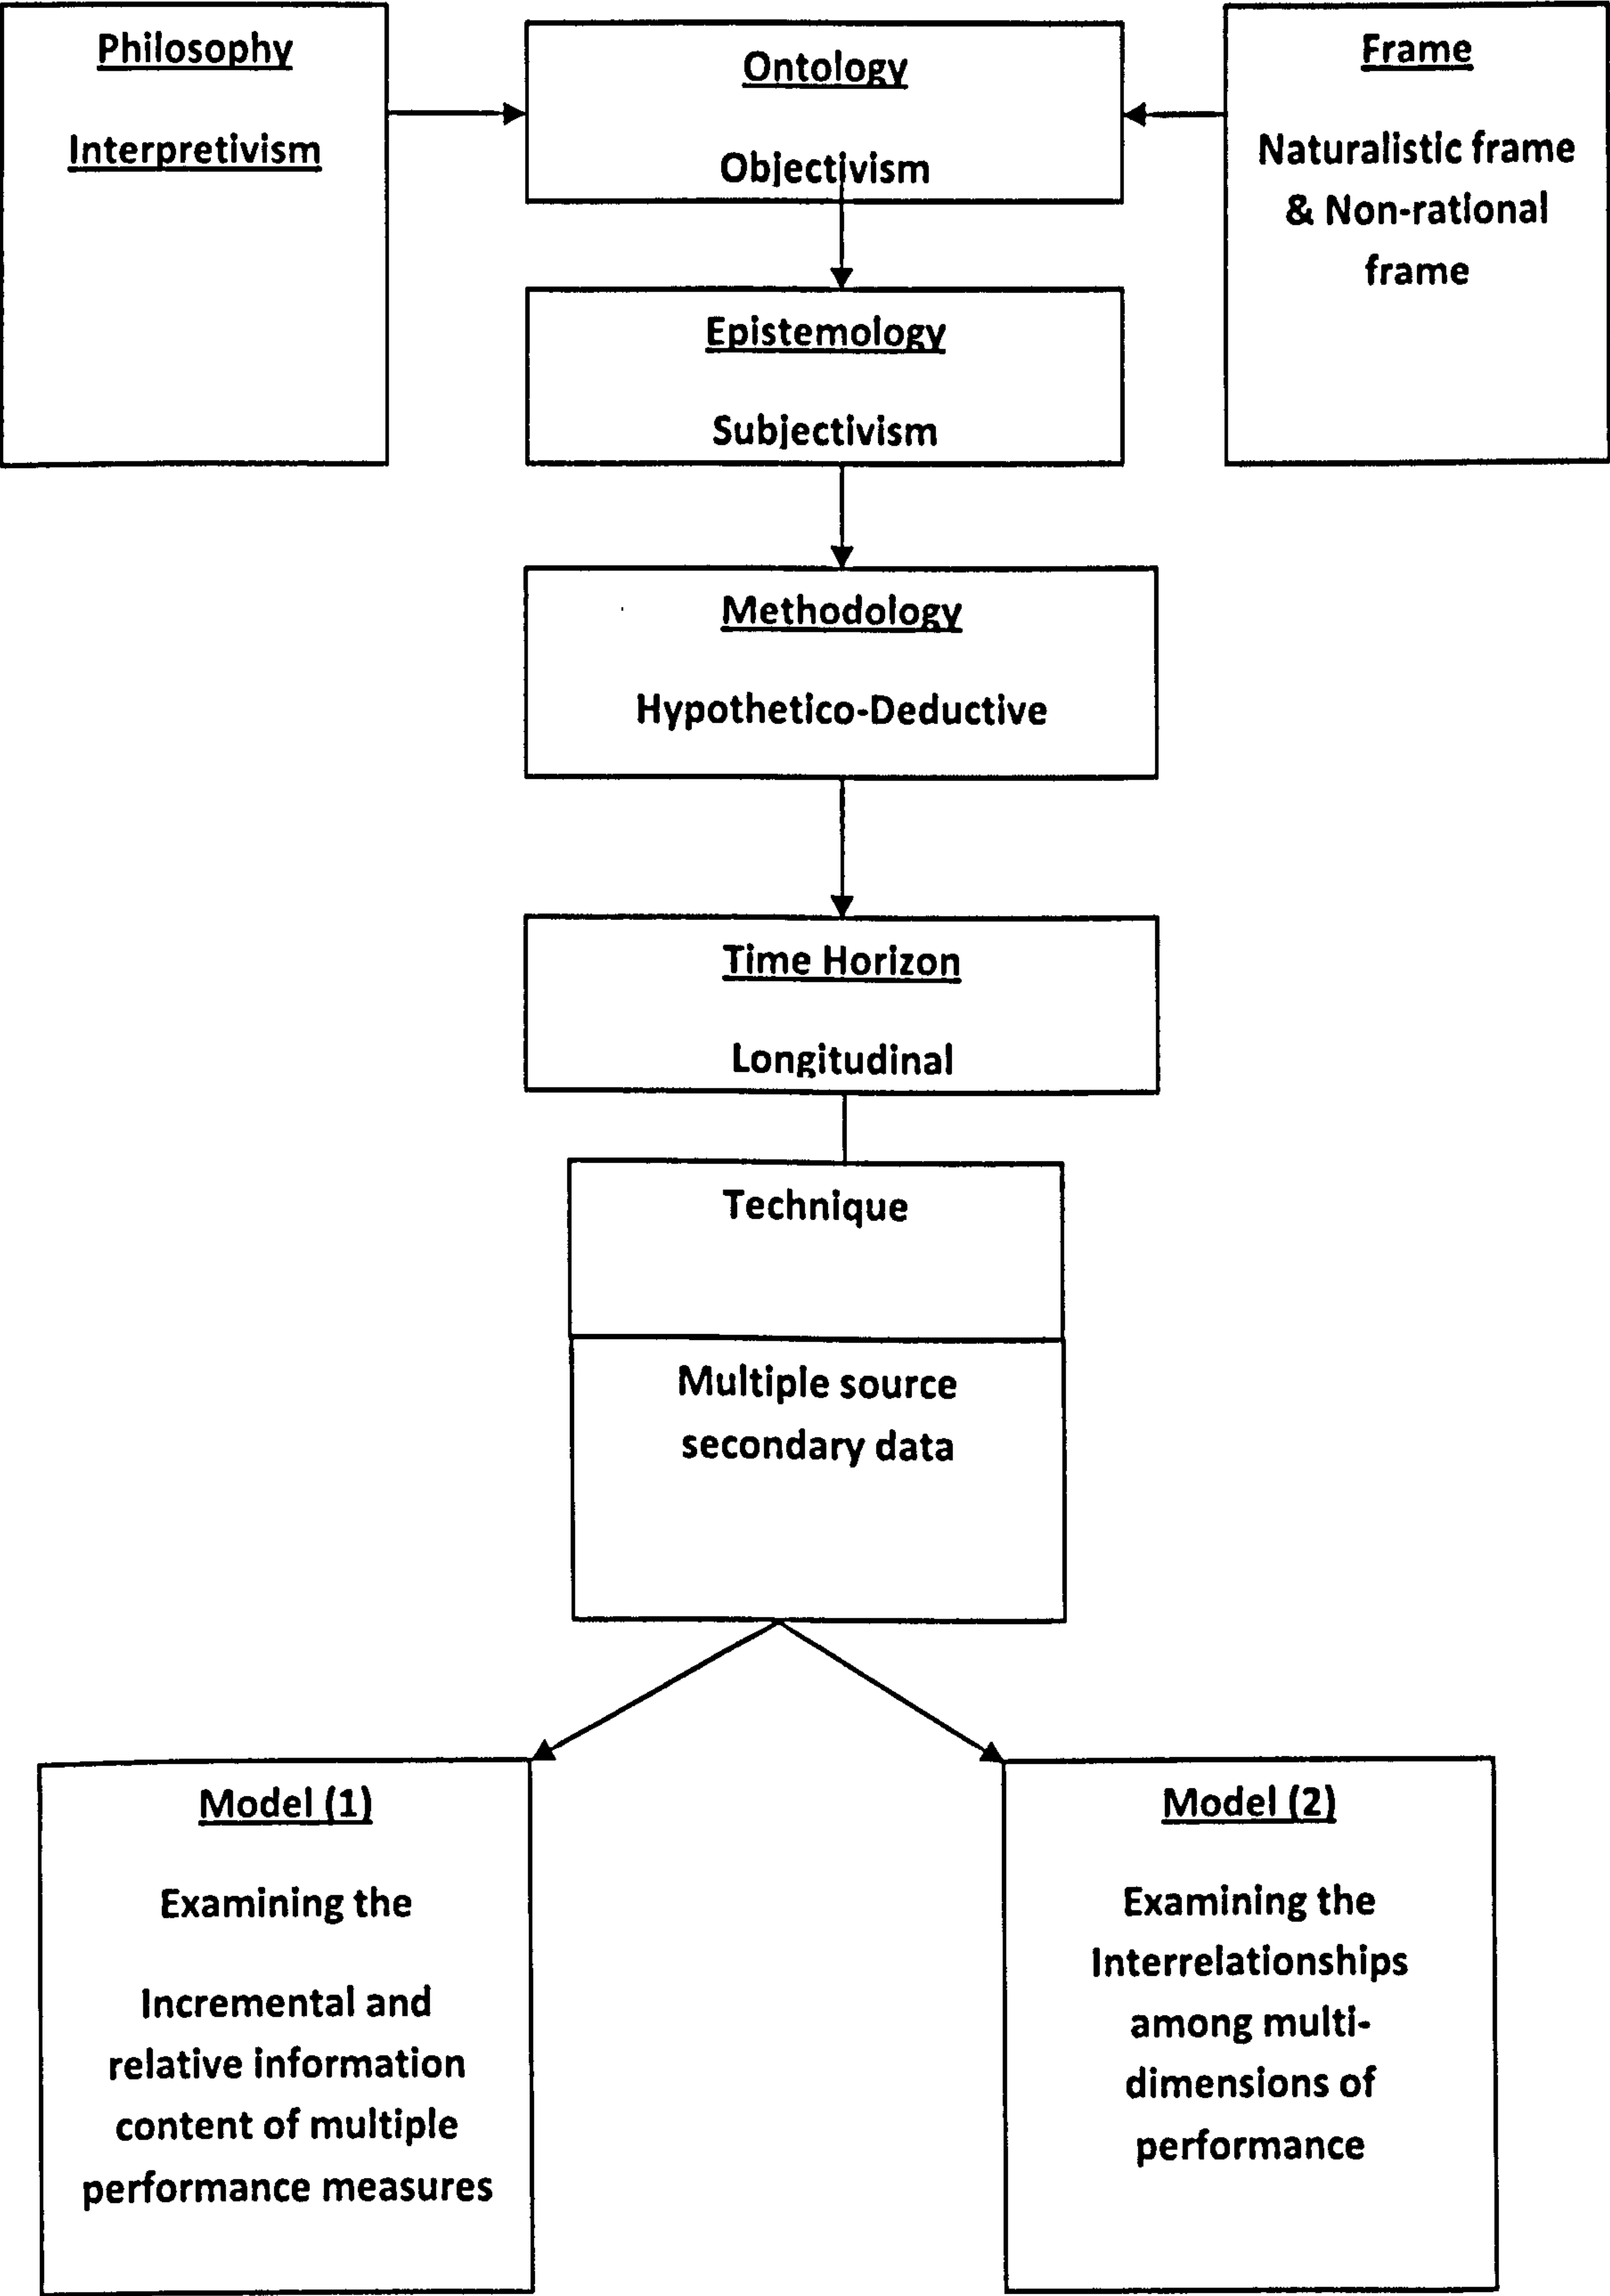 Philosophy
Interpretivism
Ontology
Objectivism
Frame
Naturalistic frame
& Non-rational
frame
Epistemology
Subjectivism
Methodology
Hypothetico-Deductive
Time Horizon
Longitudinal
Technique
Multiple source
secondary data
Model (1)
Examining the
Incremental and
relative information
content of multiple
performance measures
Model (2)
Examining the
Interrelationships
among multi-
dimensions of
performance